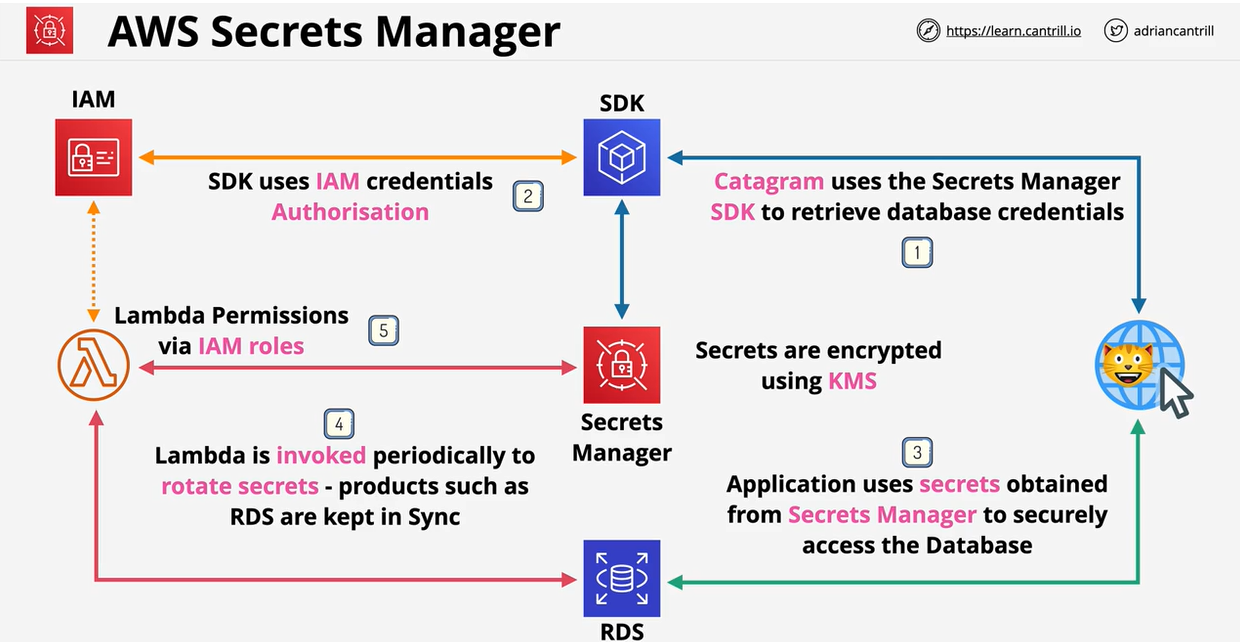 AWS Secrets Manager
https://learn.cantrill.io
adriancantrill
IAM
SDK
SDK uses IAM credentials
Authorisation
2
Catagram uses the Secrets Manager
SDK to retrieve database credentials
1
Lambda Permissions
via IAM roles
5
Secrets are encrypted
using KMS
Secrets
Manager
4
Lambda is invoked periodically to
rotate secrets - products such as
RDS are kept in Sync
3
Application uses secrets obtained
from Secrets Manager to securely
access the Database
RDS